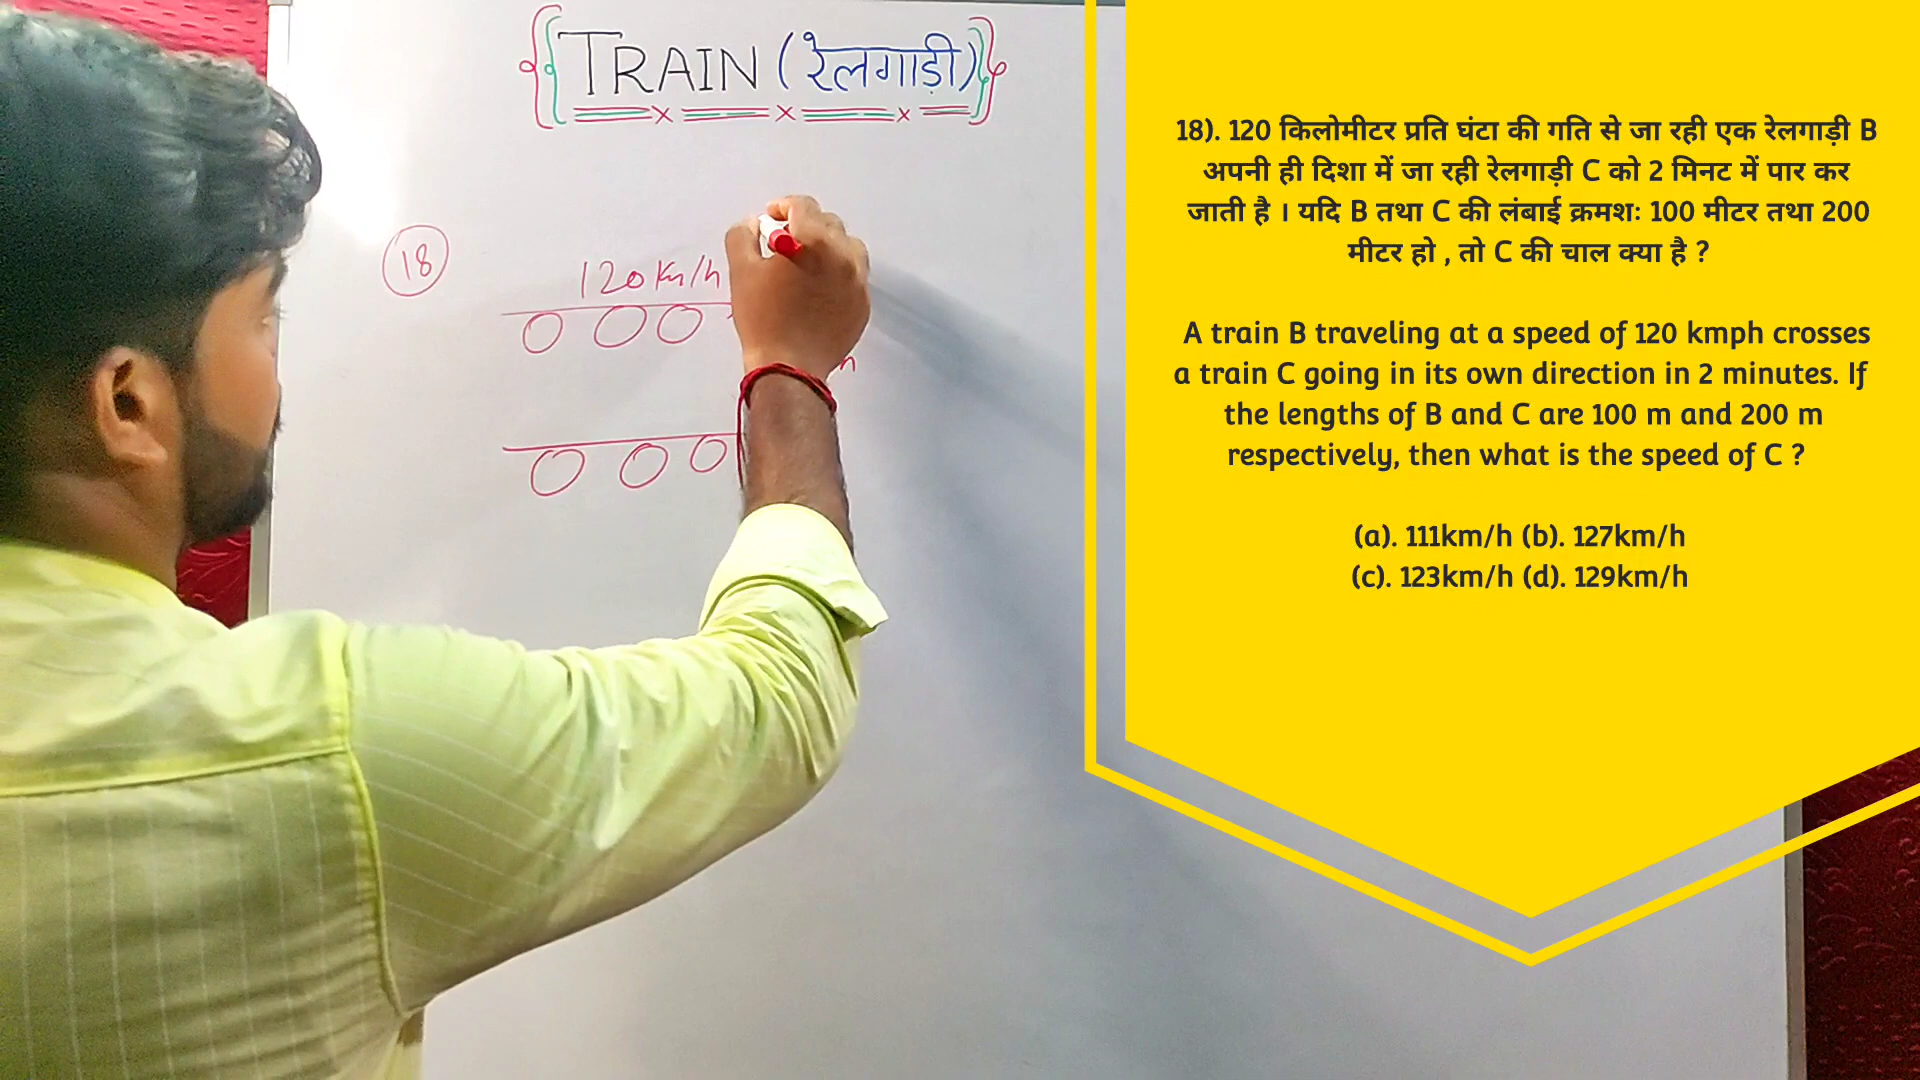 TRAIN (रेलगाड़ी)
18
120 Km/h
18). 120 किलोमीटर प्रति घंटा की गति से जा रही एक रेलगाड़ी B
अपनी ही दिशा में जा रही रेलगाड़ी C को 2 मिनट में पार कर
जाती है । यदि B तथा C की लंबाई क्रमशः 100 मीटर तथा 200
मीटर हो , तो C की चाल क्या है ?
A train B traveling at a speed of 120 kmph crosses
a train C going in its own direction in 2 minutes. If
the lengths of B and C are 100 m and 200 m
respectively, then what is the speed of C ?
(a). 111km/h (b). 127km/h
(c). 123km/h (d). 129km/h